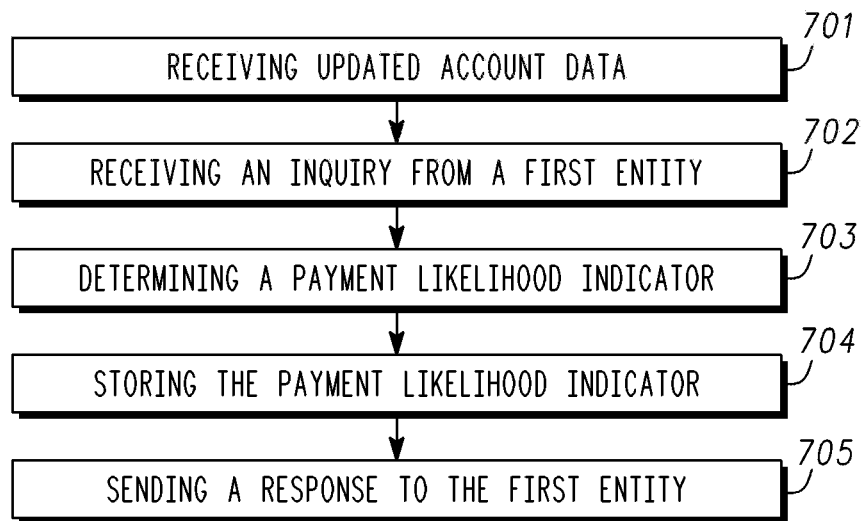 701
RECEIVING UPDATED ACCOUNT DATA
702
RECEIVING AN INQUIRY FROM A FIRST ENTITY
703
DETERMINING A PAYMENT LIKELIHOOD INDICATOR
704
STORING THE PAYMENT LIKELIHOOD INDICATOR
705
SENDING A RESPONSE TO THE FIRST ENTITY